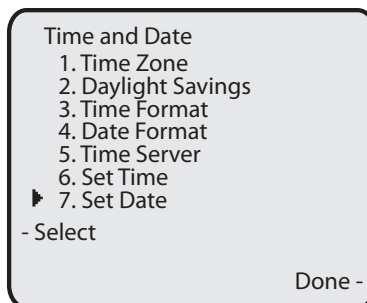 Time and Date
1. Time Zone
2. Daylight Savings
3. Time Format
4. Date Format
5. Time Server
6. Set Time
7. Set Date
- Select
Done -